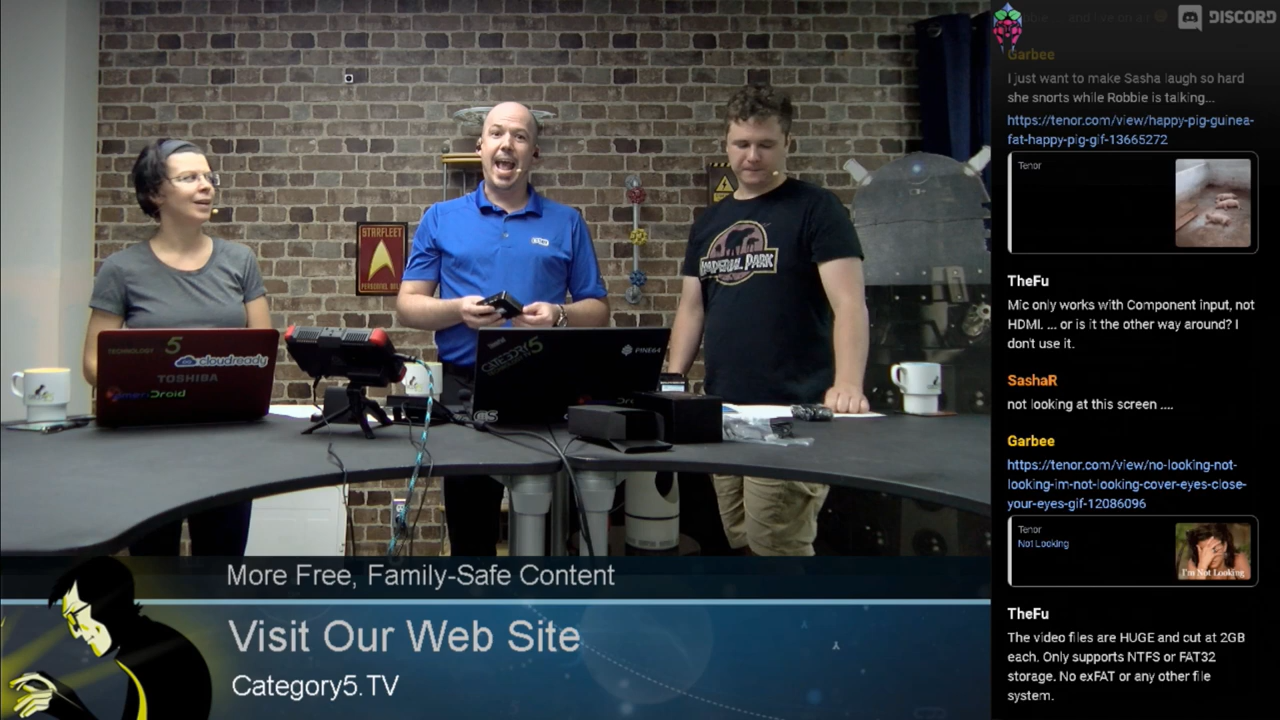 DISCORD
Garbee
I just want to make Sasha laugh so hard
she snorts while Robbie is talking...
https://tenor.com/view/happy-pig-guinea-
fat-happy-pig-gif-13665272
Tenor
TheFu
Mic only works with Component input, not
HDMI. ... or is it the other way around? I
don't use it.
SashaR
not looking at this screen ....
Garbee
https://tenor.com/view/no-looking-not-
looking-im-not-looking-cover-eyes-close-
your-eyes-gif-12086096
Tenor
Not Looking
I'm Not Looking
TheFu
The video files are HUGE and cut at 2GB
each. Only supports NTFS or FAT32
storage. No exFAT or any other file
system.
STARFLEET
PARK
TECHNOLOGY 5
cloudready
TOSHIBA
CATEGORY5
PINE64
More Free, Family-Safe Content
Visit Our Web Site
Category5.TV